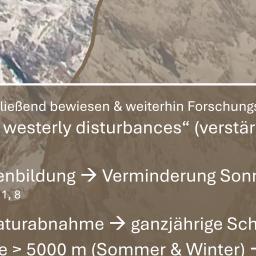 ließend bewiesen & weiterhin Forschungs
westerly disturbances“ (verstär
enbildung → Verminderung Sonn
1, 8
aturabnahme → ganzjährige Sch
e > 5000 m (Sommer & Winter) –